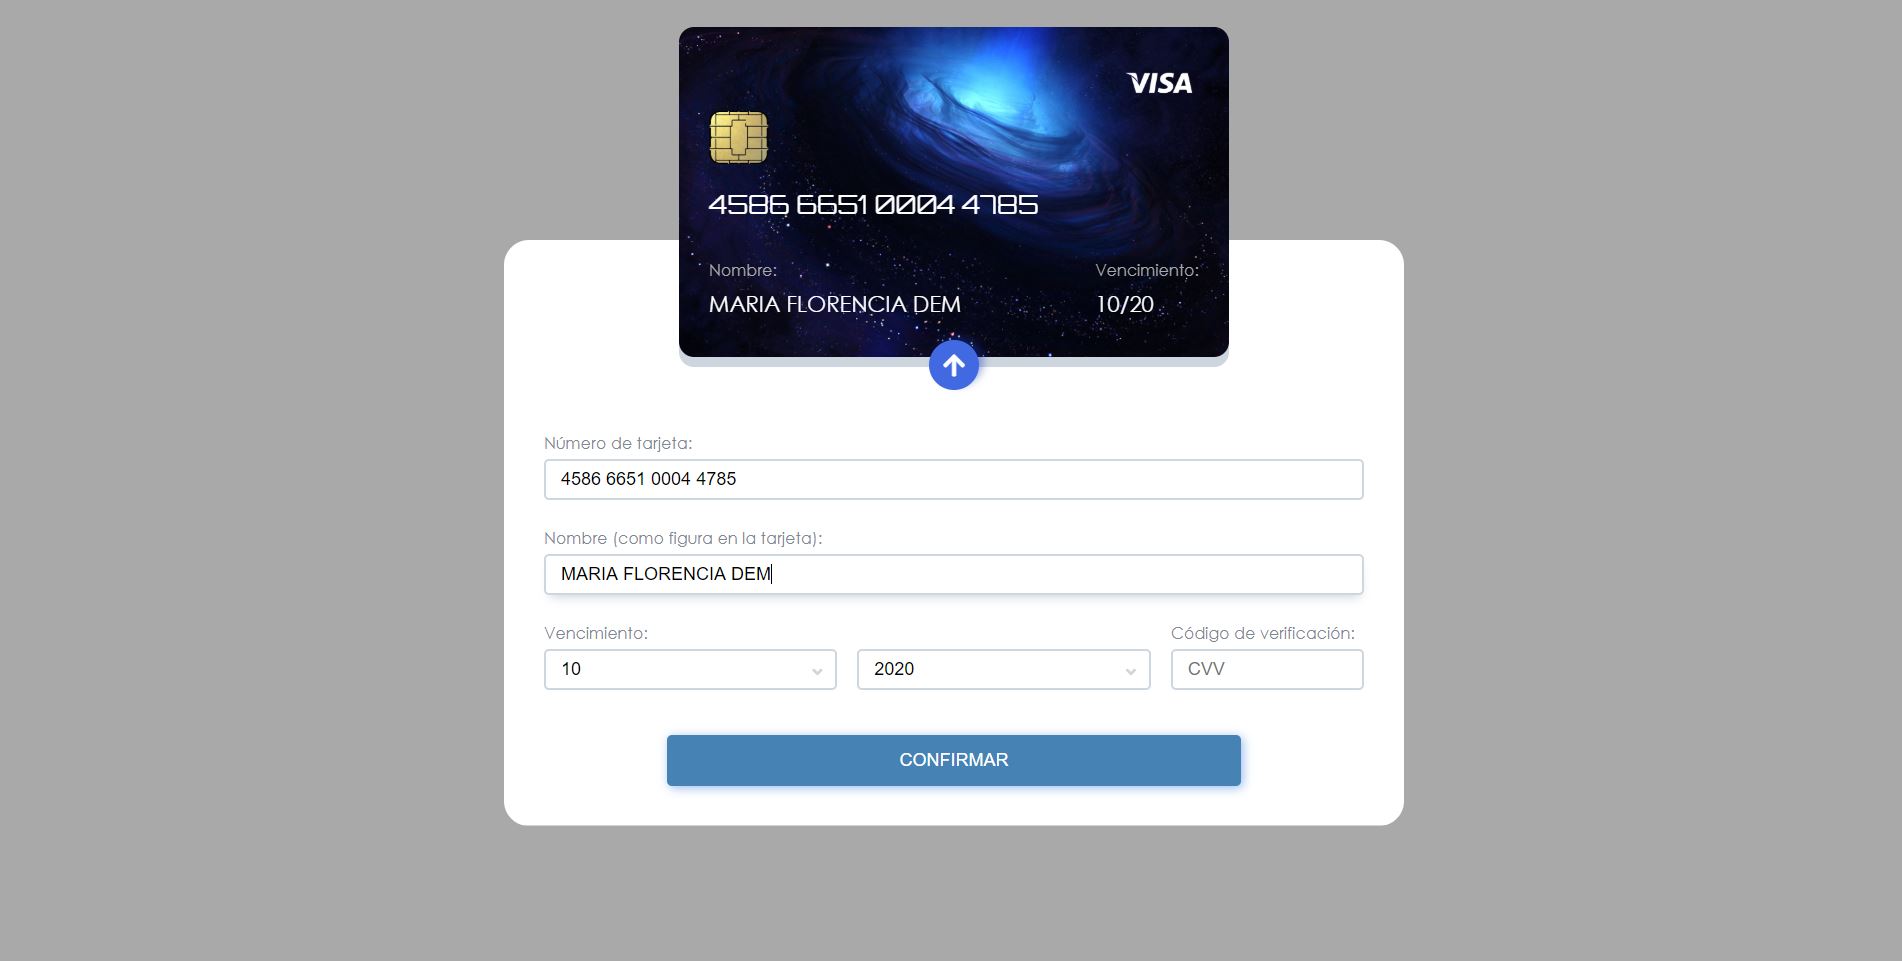 VISA
4586 6651 0004 4785
Nombre: Vencimiento:
MARIA FLORENCIA DEM 10/20
Número de tarjeta:
4586 6651 0004 4785
Nombre (como figura en la tarjeta):
MARIA FLORENCIA DEM
Vencimiento: Código de verificación:
10 2020 CVV
CONFIRMAR